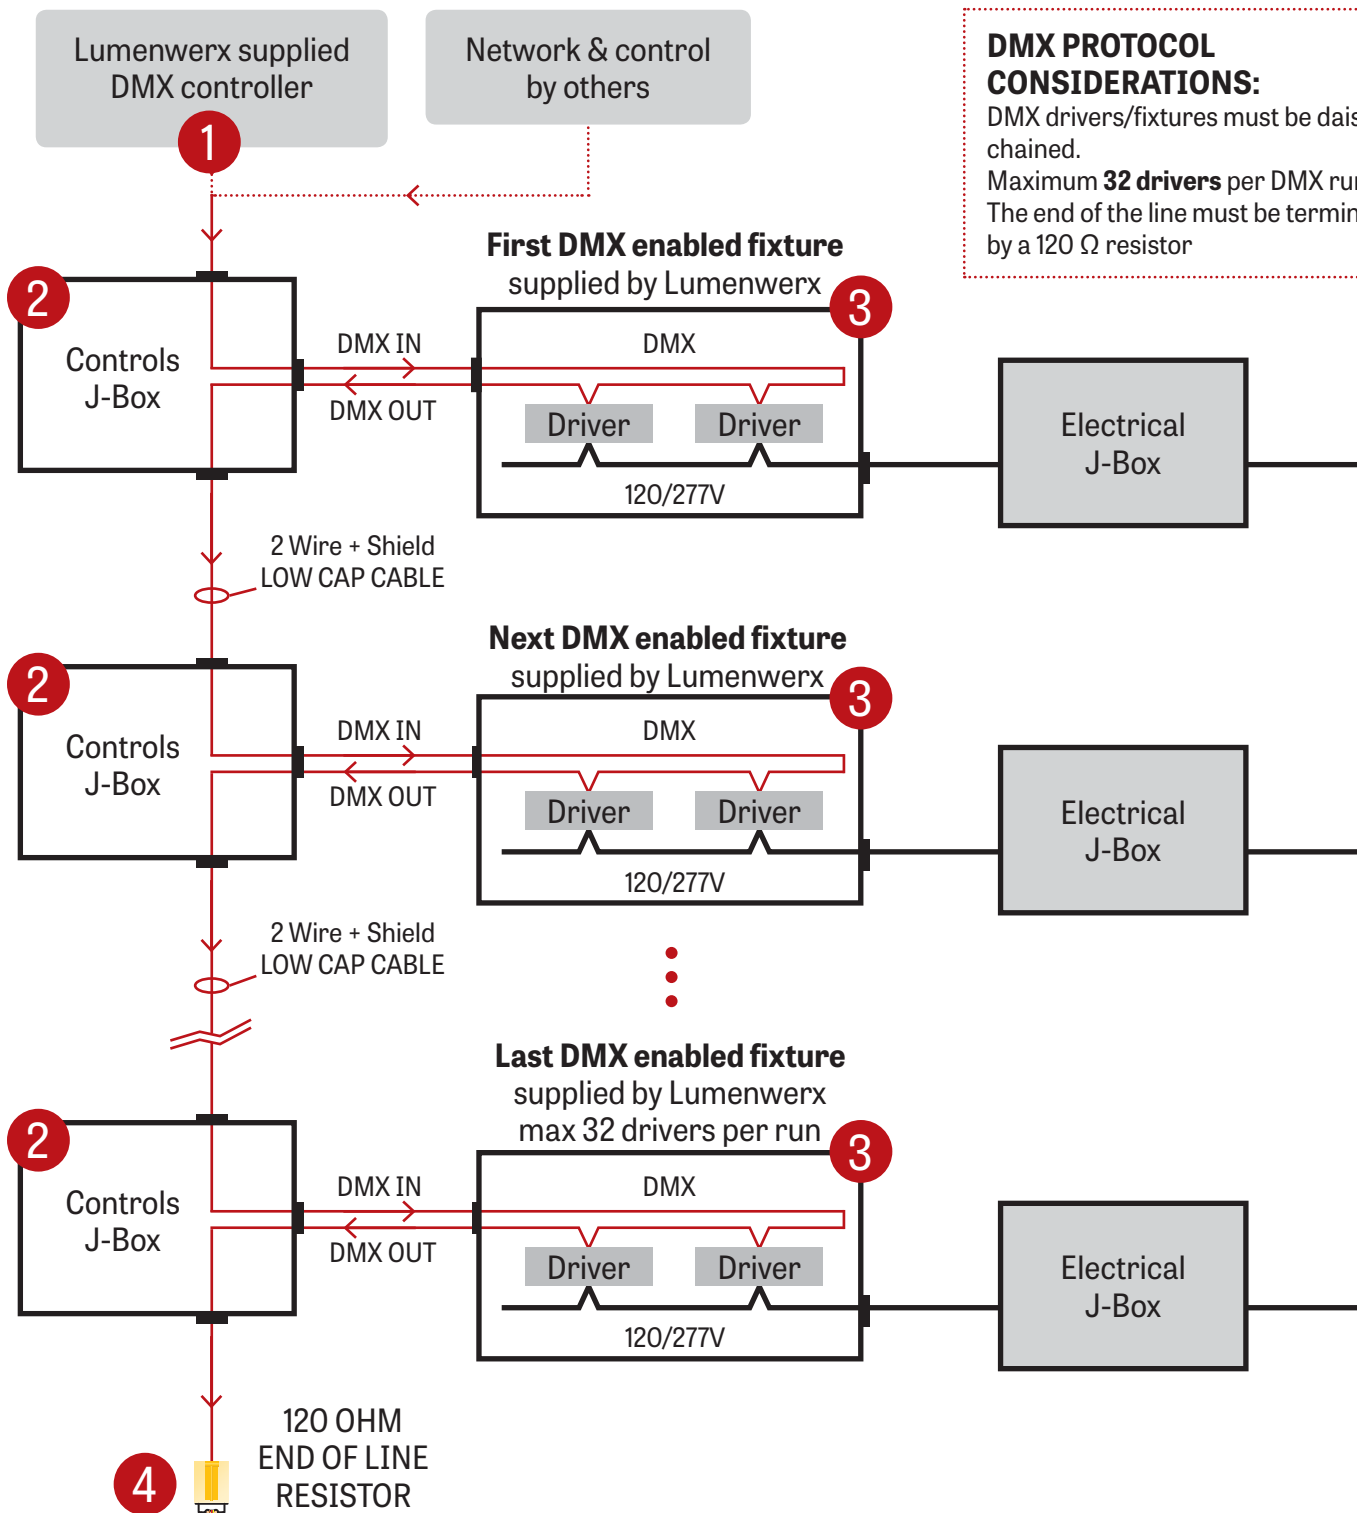 Lumenwerx supplied
DMX controller
1
Network & control
by others
DMX PROTOCOL
CONSIDERATIONS:
DMX drivers/fixtures must be
chained.
Maximum 32 drivers per DMX
The end of the line must be
by a 120 Ω resistor
First DMX enabled fixture
supplied by Lumenwerx
2
Controls
J-Box
DMX IN
DMX OUT
3
DMX
Driver
Driver
120/277V
Electrical
J-Box
2 Wire + Shield
LOW CAP CABLE
Next DMX enabled fixture
supplied by Lumenwerx
2
Controls
J-Box
DMX IN
DMX OUT
3
DMX
Driver
Driver
120/277V
Electrical
J-Box
2 Wire + Shield
LOW CAP CABLE
Last DMX enabled fixture
supplied by Lumenwerx
max 32 drivers per run
2
Controls
J-Box
DMX IN
DMX OUT
3
DMX
Driver
Driver
120/277V
Electrical
J-Box
4
120 OHM
END OF LINE
RESISTOR